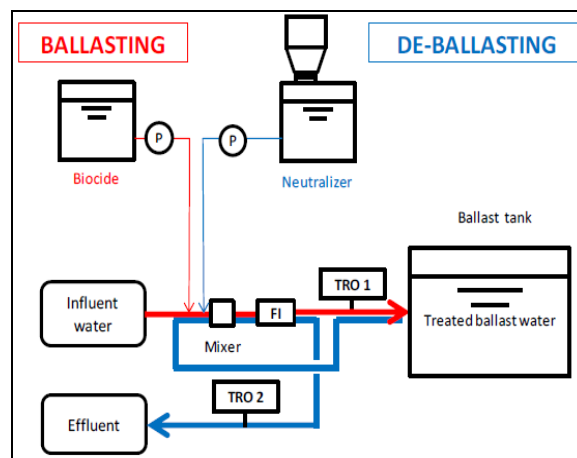 BALLASTING
DE-BALLASTING
P
P
Biocide
Neutralizer
Ballast tank
TRO 1
Influent
water
FI
Treated ballast water
Mixer
TRO 2
Effluent